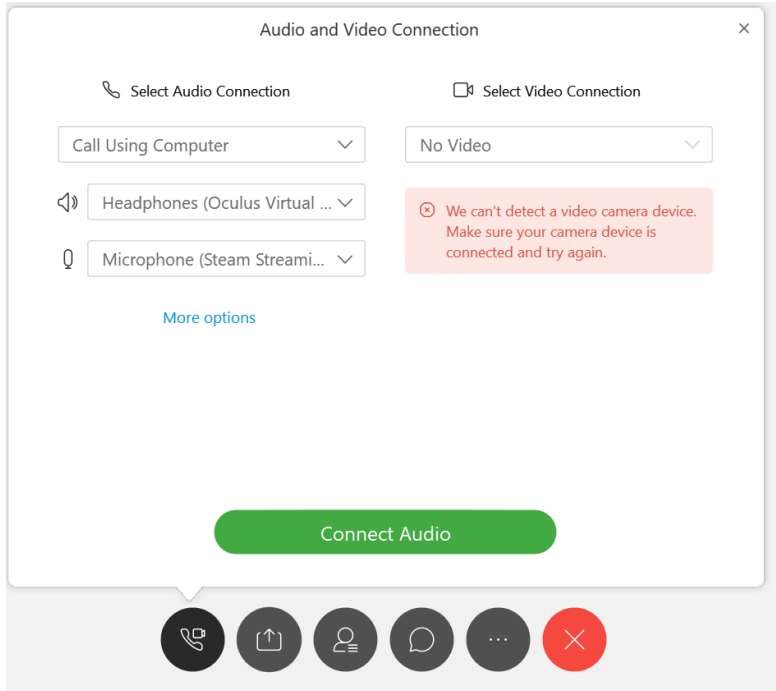 Audio and Video Connection
Select Audio Connection
Select Video Connection
Call Using Computer
No Video
Headphones (Oculus Virtual ...
We can't detect a video camera device.
Make sure your camera device is
connected and try again.
Microphone (Steam Streami...
More options
Connect Audio